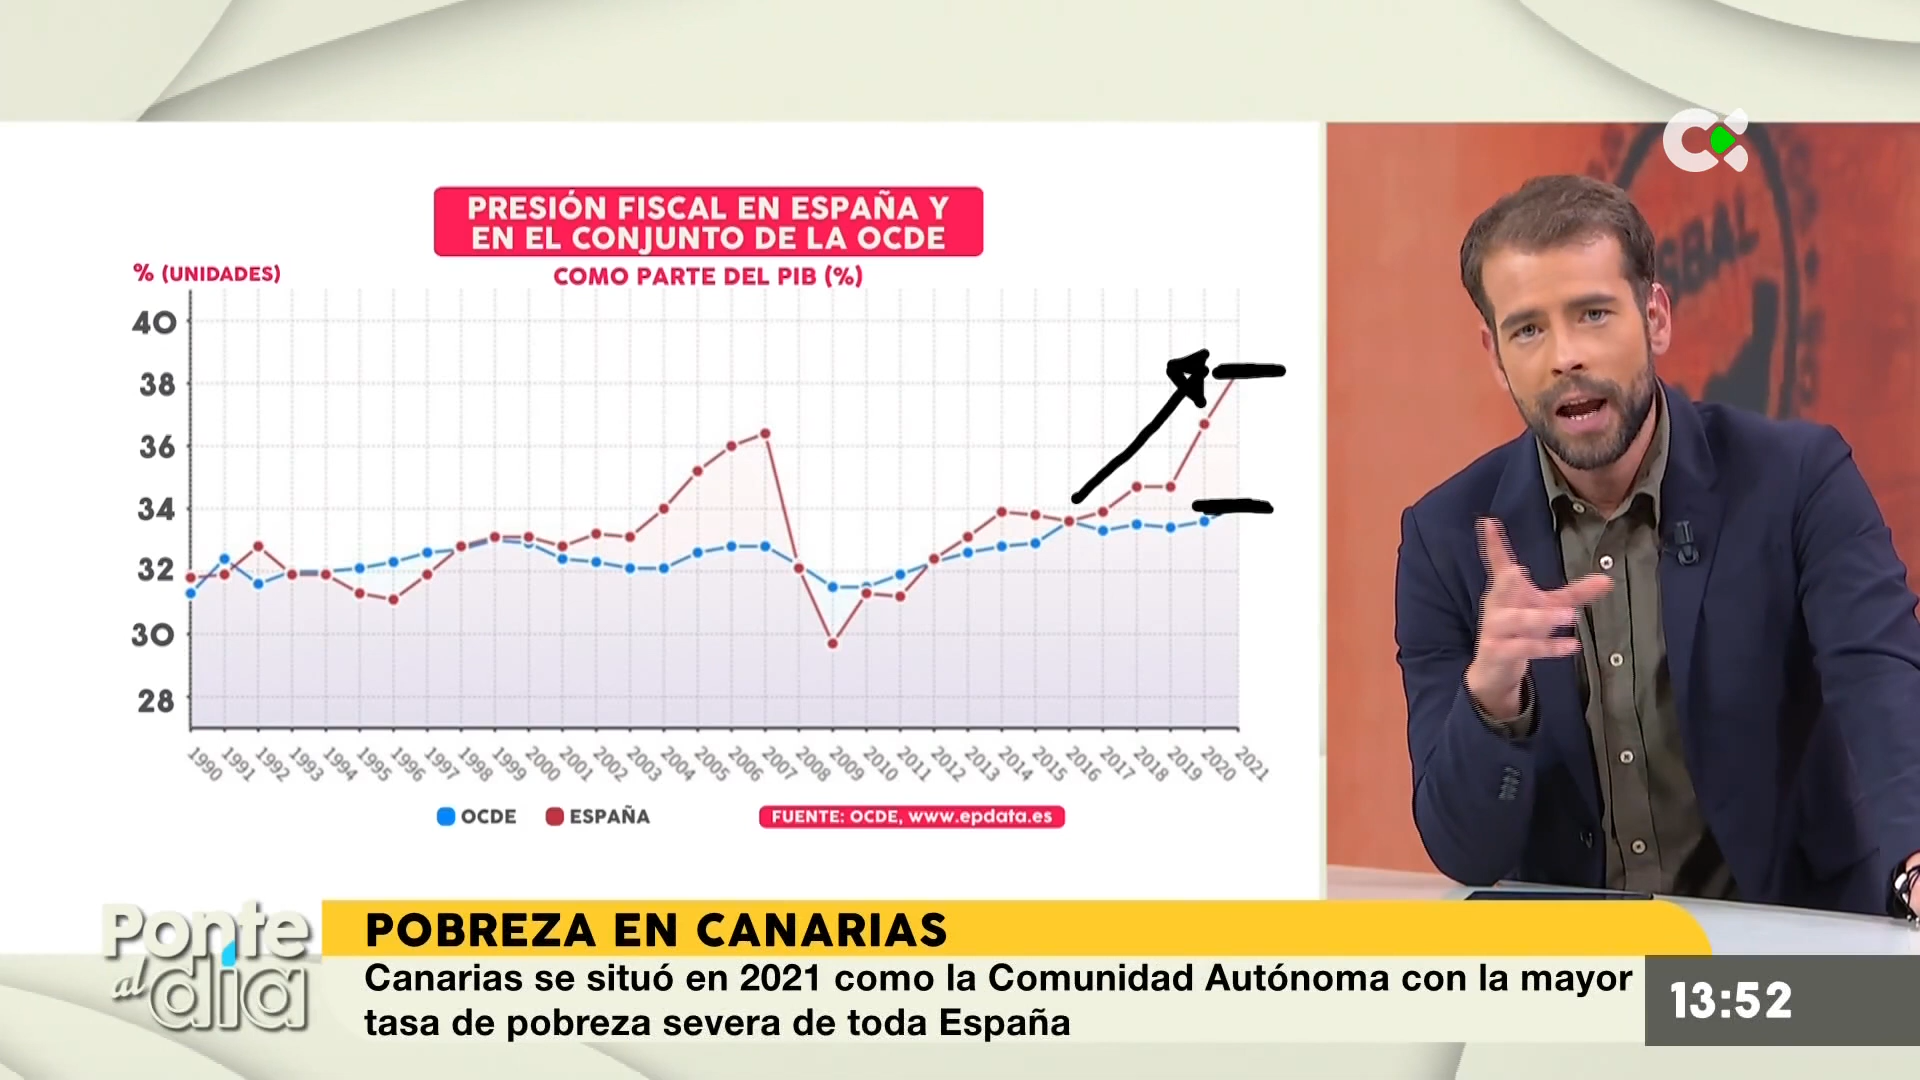 PRESIÓN FISCAL EN ESPAÑA Y
EN EL CONJUNTO DE LA OCDE
% (UNIDADES)
COMO PARTE DEL PIB (%)
40
38
36
34
32
30
28
1990 1991 1992 1993 1994 1995 1996 1997 1998 1999 2000 2001 2002 2003 2004 2005 2006 2007 2008 2009 2010 2011 2012 2013 2014 2015 2016 2017 2018 2019 2020 2021
OCDE ESPAÑA
FUENTE: OCDE, www.epdata.es
SBAL
Ponte
al día
POBREZA EN CANARIAS
Canarias se situó en 2021 como la Comunidad Autónoma con la mayor
tasa de pobreza severa de toda España
13:52